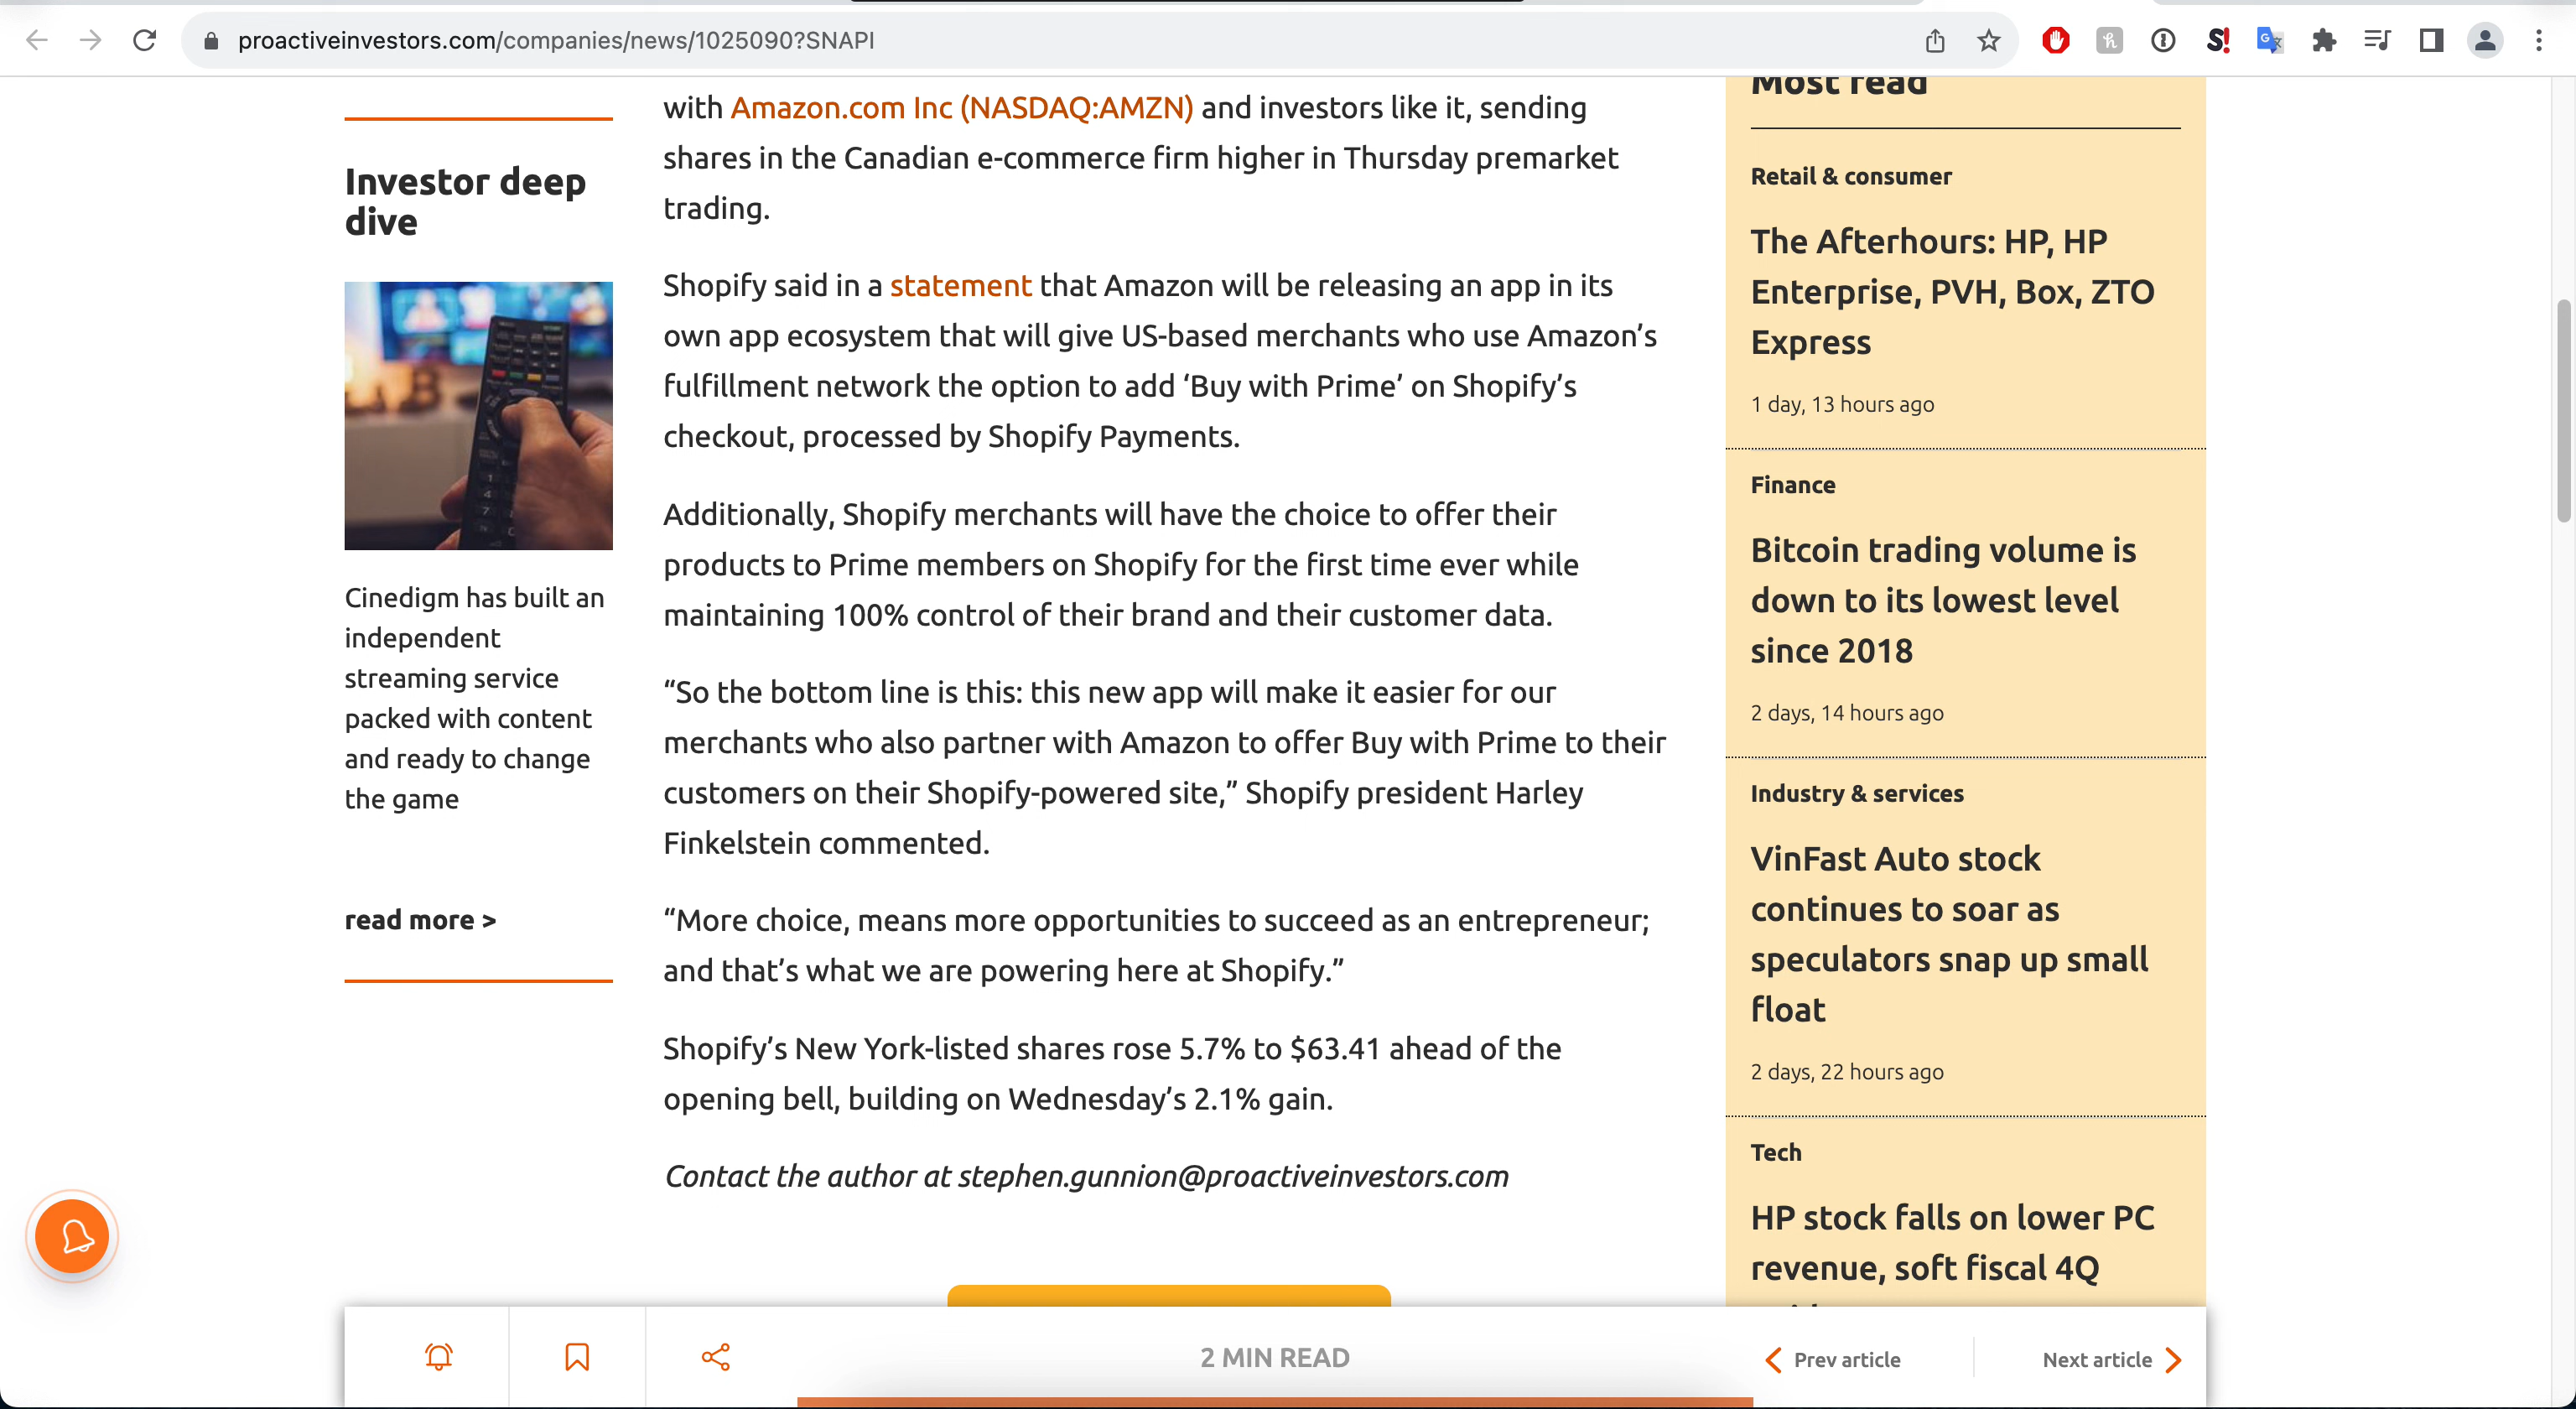 proactiveinvestors.com/companies/news/1025090?SNAPI
Investor deep
dive
Cinedigm has built an
independent
streaming service
packed with content
and ready to change
the game
read more >
with Amazon.com Inc (NASDAQ:AMZN) and investors like it, sending
shares in the Canadian e-commerce firm higher in Thursday premarket
trading.
Shopify said in a statement that Amazon will be releasing an app in its
own app ecosystem that will give US-based merchants who use Amazon’s
fulfillment network the option to add ‘Buy with Prime’ on Shopify’s
checkout, processed by Shopify Payments.
Additionally, Shopify merchants will have the choice to offer their
products to Prime members on Shopify for the first time ever while
maintaining 100% control of their brand and their customer data.
“So the bottom line is this: this new app will make it easier for our
merchants who also partner with Amazon to offer Buy with Prime to their
customers on their Shopify-powered site,” Shopify president Harley
Finkelstein commented.
“More choice, means more opportunities to succeed as an entrepreneur;
and that’s what we are powering here at Shopify.”
Shopify’s New York-listed shares rose 5.7% to $63.41 ahead of the
opening bell, building on Wednesday’s 2.1% gain.
Contact the author at stephen.gunnion@proactiveinvestors.com
Most read
Retail & consumer
The Afterhours: HP, HP
Enterprise, PVH, Box, ZTO
Express
1 day, 13 hours ago
Finance
Bitcoin trading volume is
down to its lowest level
since 2018
2 days, 14 hours ago
Industry & services
VinFast Auto stock
continues to soar as
speculators snap up small
float
2 days, 22 hours ago
Tech
HP stock falls on lower PC
revenue, soft fiscal 4Q
2 MIN READ
Prev article
Next article